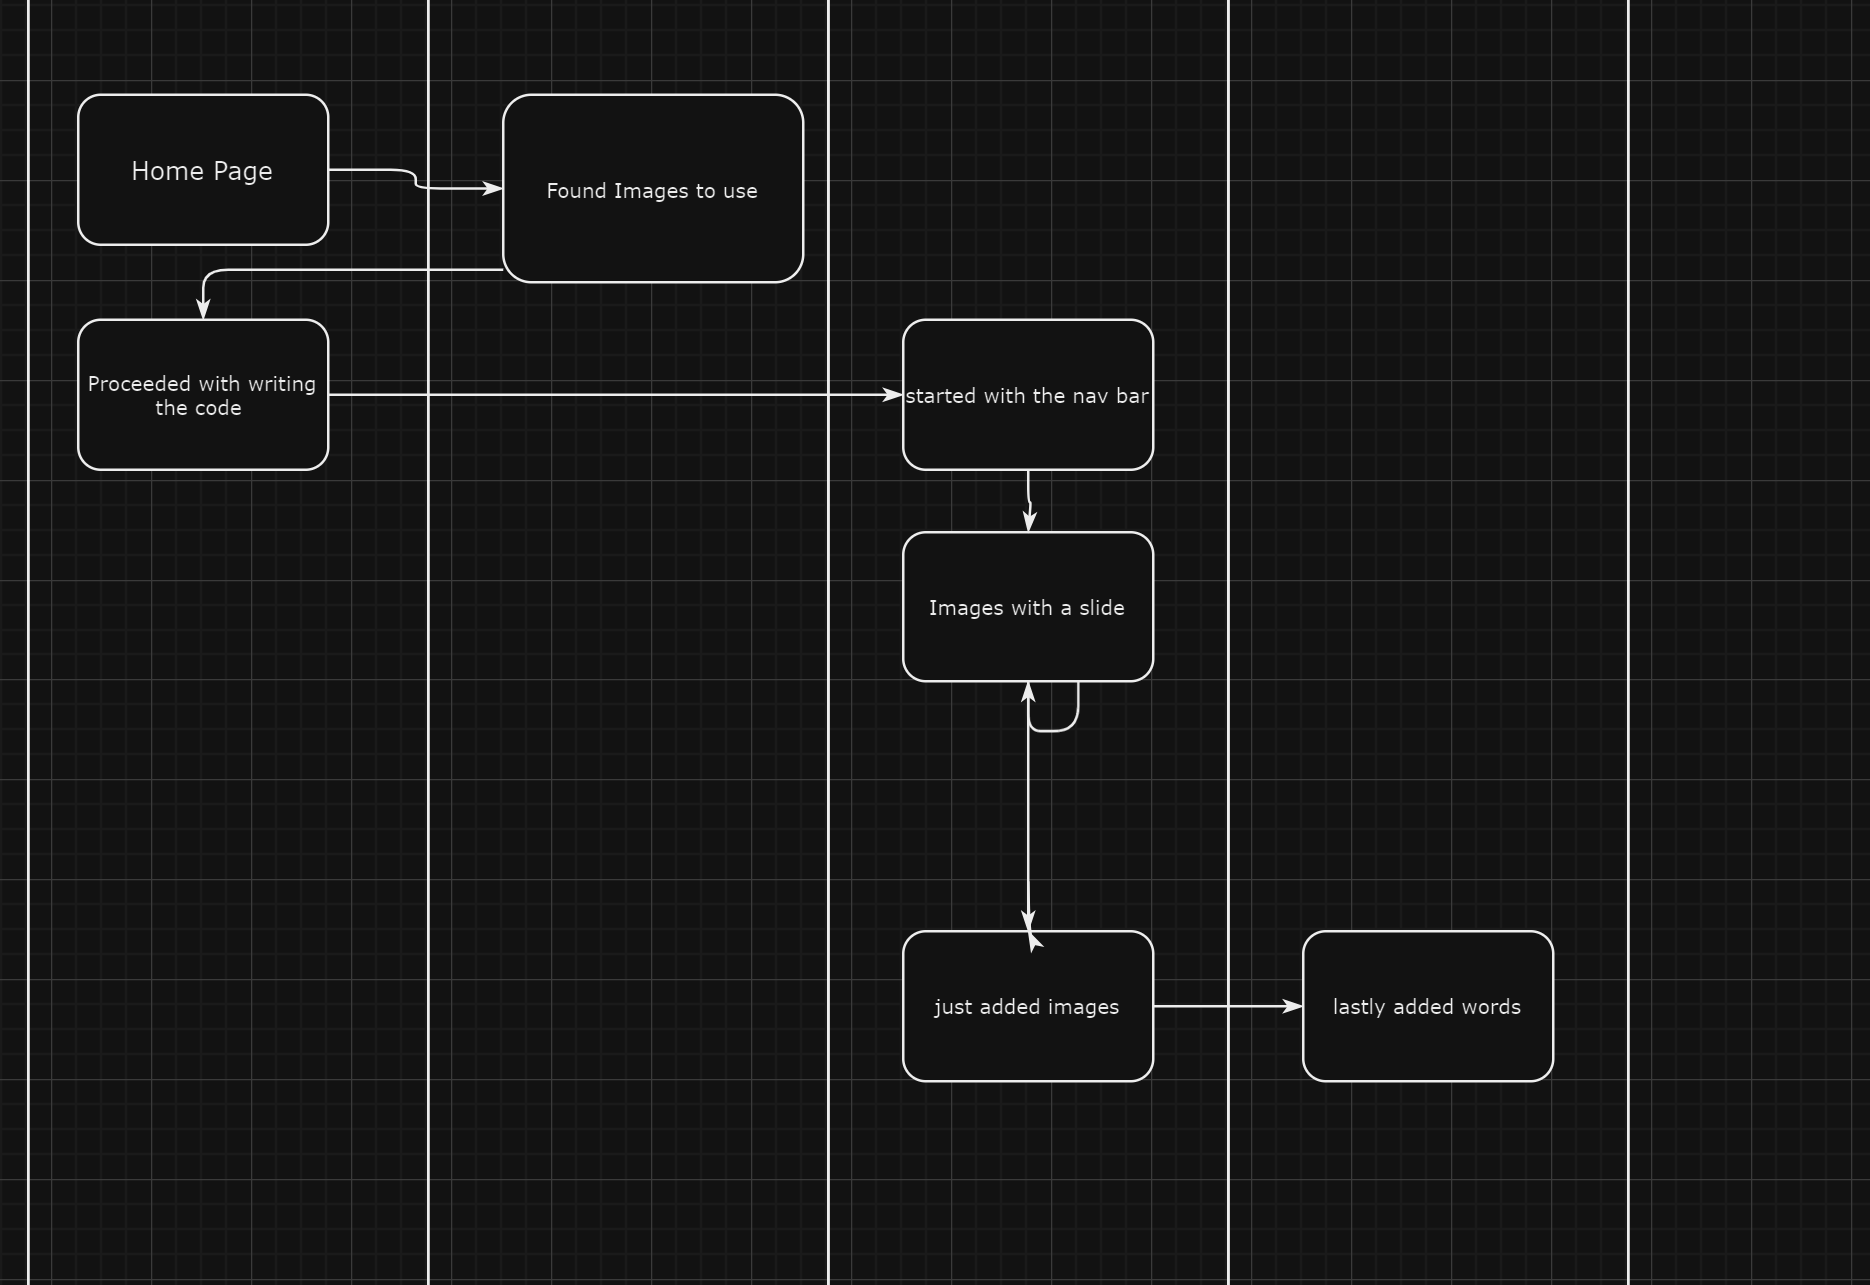 Home Page
Found Images to use
Proceeded with writing
the code
started with the nav bar
Images with a slide
just added images
lastly added words